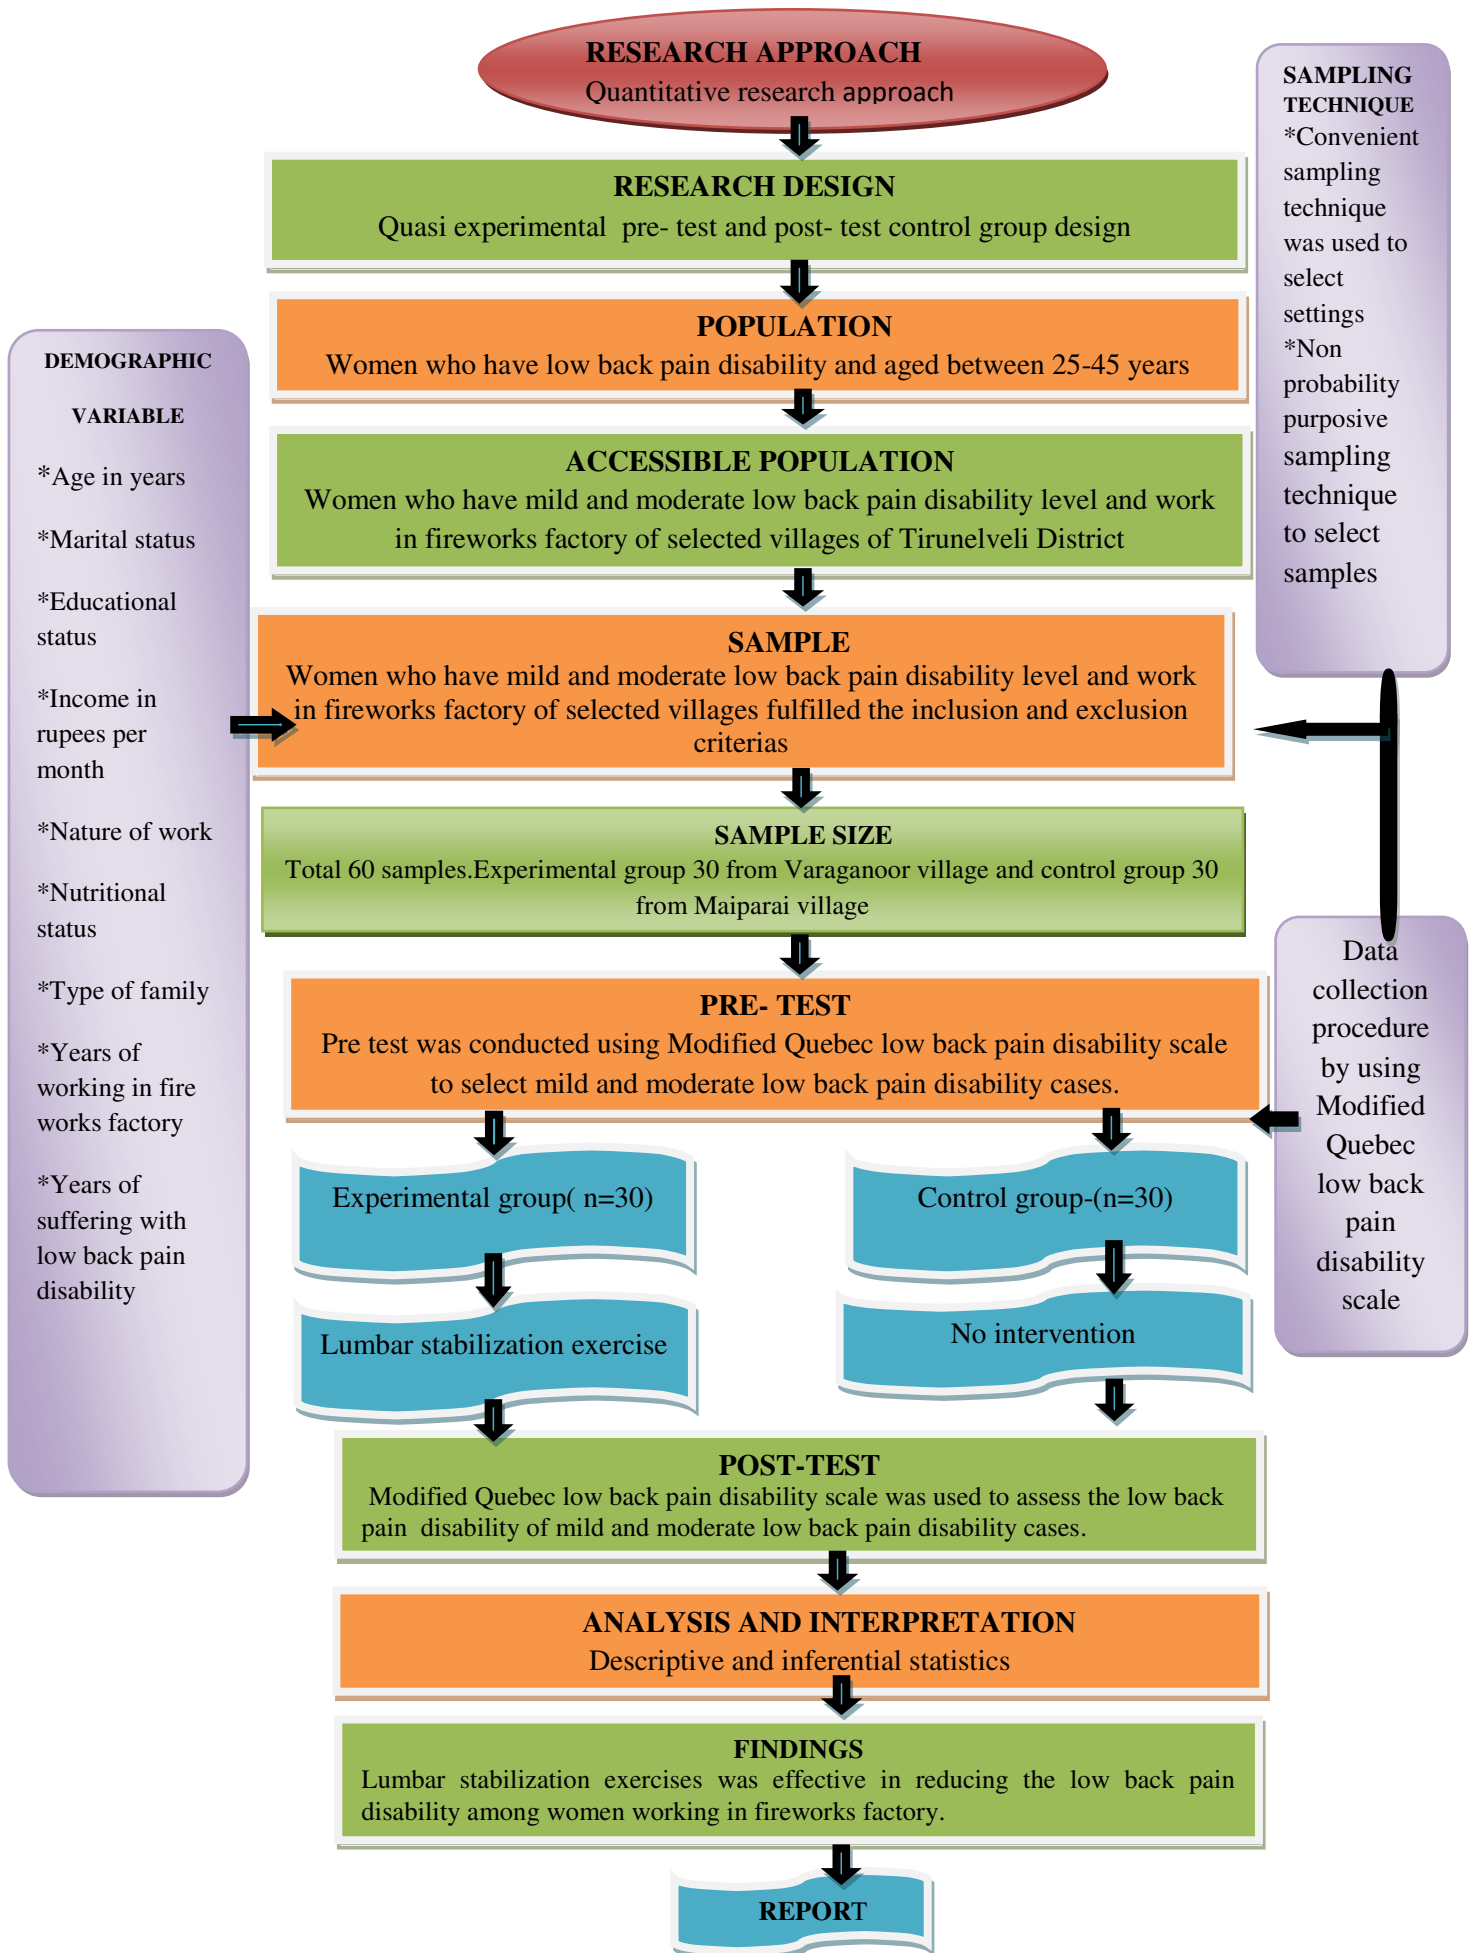 RESEARCH APPROACH
Quantitative research approach
RESEARCH DESIGN
Quasi experimental pre- test and post- test control group design
POPULATION
Women who have low back pain disability and aged between 25-45 years
ACCESSIBLE POPULATION
Women who have mild and moderate low back pain disability level and work
in fireworks factory of selected villages of Tirunelveli District
SAMPLE
Women who have mild and moderate low back pain disability level and work
in fireworks factory of selected villages fulfilled the inclusion and exclusion
criterias
SAMPLE SIZE
Total 60 samples.Experimental group 30 from Varaganoor village and control group 30
from Maiparai village
PRE- TEST
Pre test was conducted using Modified Quebec low back pain disability scale
to select mild and moderate low back pain disability cases.
Experimental group( n=30)
Control group-(n=30)
Lumbar stabilization exercise
No intervention
POST-TEST
Modified Quebec low back pain disability scale was used to assess the low back
pain disability of mild and moderate low back pain disability cases.
ANALYSIS AND INTERPRETATION
Descriptive and inferential statistics
FINDINGS
Lumbar stabilization exercises was effective in reducing the low back pain
disability among women working in fireworks factory.
REPORT
DEMOGRAPHIC
VARIABLE
*Age in years
*Marital status
*Educational
status
*Income in
rupees per
month
*Nature of work
*Nutritional
status
*Type of family
*Years of
working in fire
works factory
*Years of
suffering with
low back pain
disability
SAMPLING
TECHNIQUE
*Convenient
sampling
technique
was used to
select
settings
*Non
probability
purposive
sampling
technique
to select
samples
Data
collection
procedure
by using
Modified
Quebec
low back
pain
disability
scale